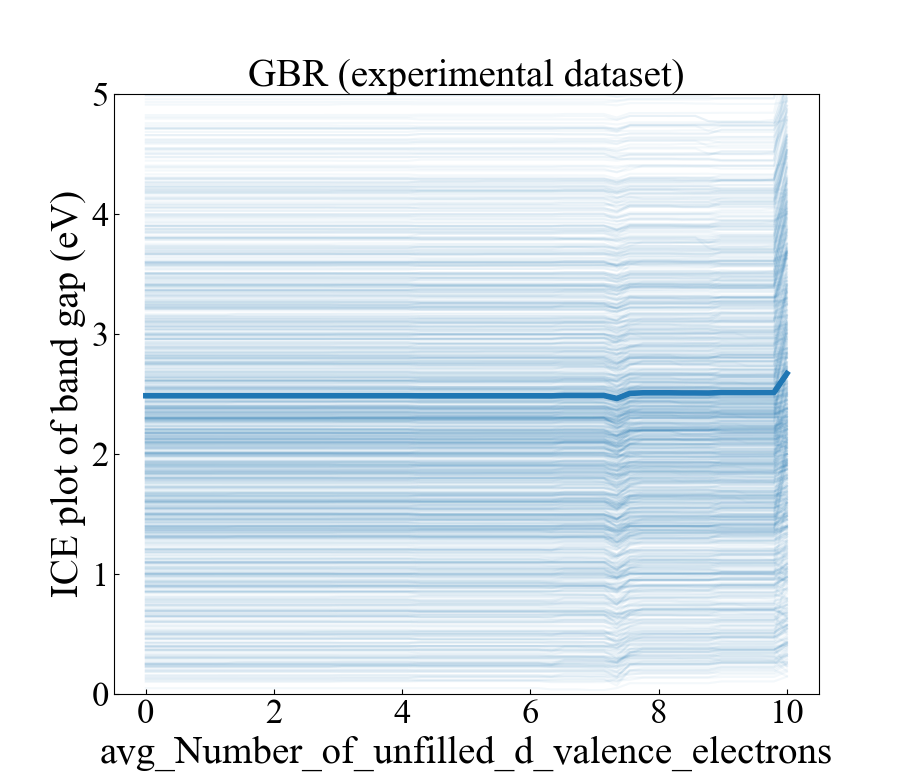 GBR (experimental dataset)
ICE plot of band gap (eV)
5
4
3
2
1
0
0 2 4 6 8 10
avg_Number_of_unfilled_d_valence_electrons